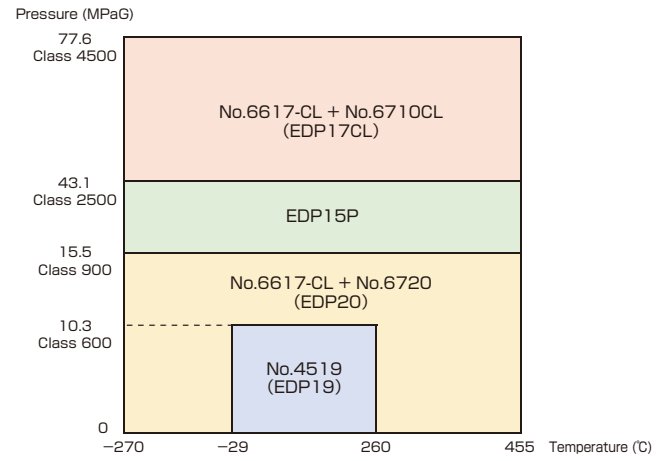 Pressure (MPaG)
77.6
Class 4500
No.6617-CL + No.6710CL
(EDP17CL)
43.1
Class 2500
EDP15P
15.5
Class 900
No.6617-CL + No.6720
(EDP20)
10.3
Class 600
No.4519
(EDP19)
0
−270
−29
260
455
Temperature (℃)